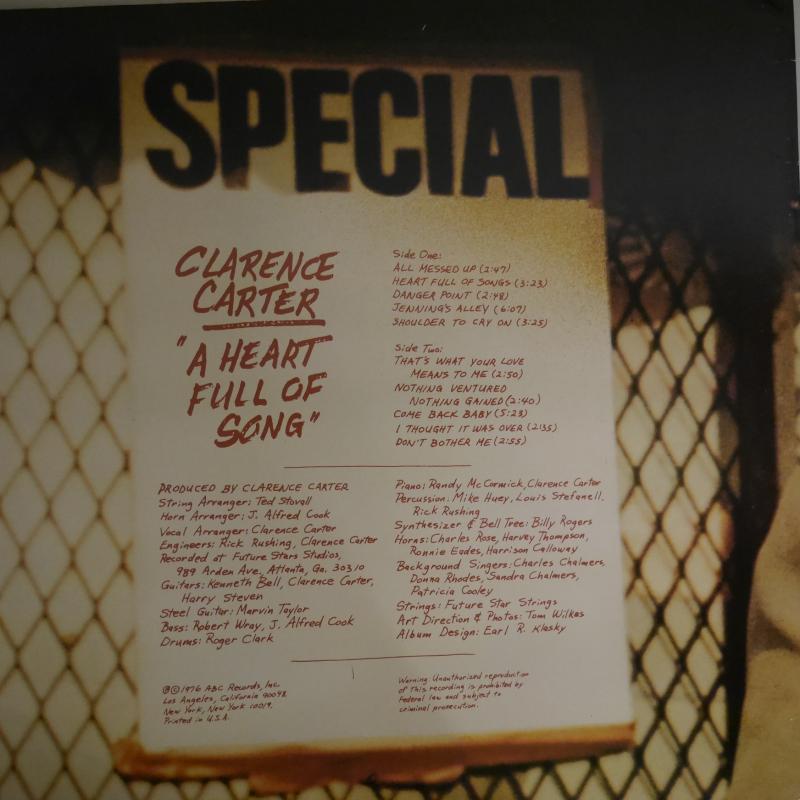 SPECIAL
CLARENCE
CARTER
"A HEART
FULL OF
SONG"
Side One:
ALL MESSED UP (2:47)
HEART FULL OF SONGS (3:23)
DANGER POINT (2:48)
JENNING'S ALLEY (6:07)
SHOULDER TO CRY ON (3:25)
Side Two:
THAT'S WHAT YOUR LOVE
MEANS TO ME (2:50)
NOTHING VENTURED
NOTHING GAINED (2:40)
COME BACK BABY (5:23)
I THOUGHT IT WAS OVER (2:35)
DON'T BOTHER ME (2:55)
PRODUCED BY CLARENCE CARTER
String Arranger: Ted Stovall
Horn Arranger: J. Alfred Cook
Vocal Arranger: Clarence Carter
Engineers: Rick Rushing, Clarence Carter
Recorded at Future Stars Studios,
989 Arden Ave. Atlanta, Ga. 30310
Guitars: Kenneth Bell, Clarence Carter,
Harry Steven
Steel Guitar: Marvin Taylor
Bass: Robert Wray, J. Alfred Cook
Drums: Roger Clark
Piano: Randy McCormick, Clarence Carter
Percussion: Mike Huey, Louis Stefanell,
Rick Rushing
Synthesizer & Bell Tree: Billy Rogers
Horns: Charles Rose, Harvey Thompson,
Ronnie Eades, Harrison Calloway
Background Singers: Charles Chalmers,
Donna Rhodes, Sandra Chalmers,
Patricia Cooley
Strings: Future Star Strings
Art Direction & Photos: Tom Wilkes
Album Design: Earl R. Klasky
℗©1976 ABC Records, Inc.
Los Angeles, California 90048.
New York, New York 10019.
Printed in U.S.A.
Warning: Unauthorized reproduction
of this recording is prohibited by
Federal law and subject to
criminal prosecution.